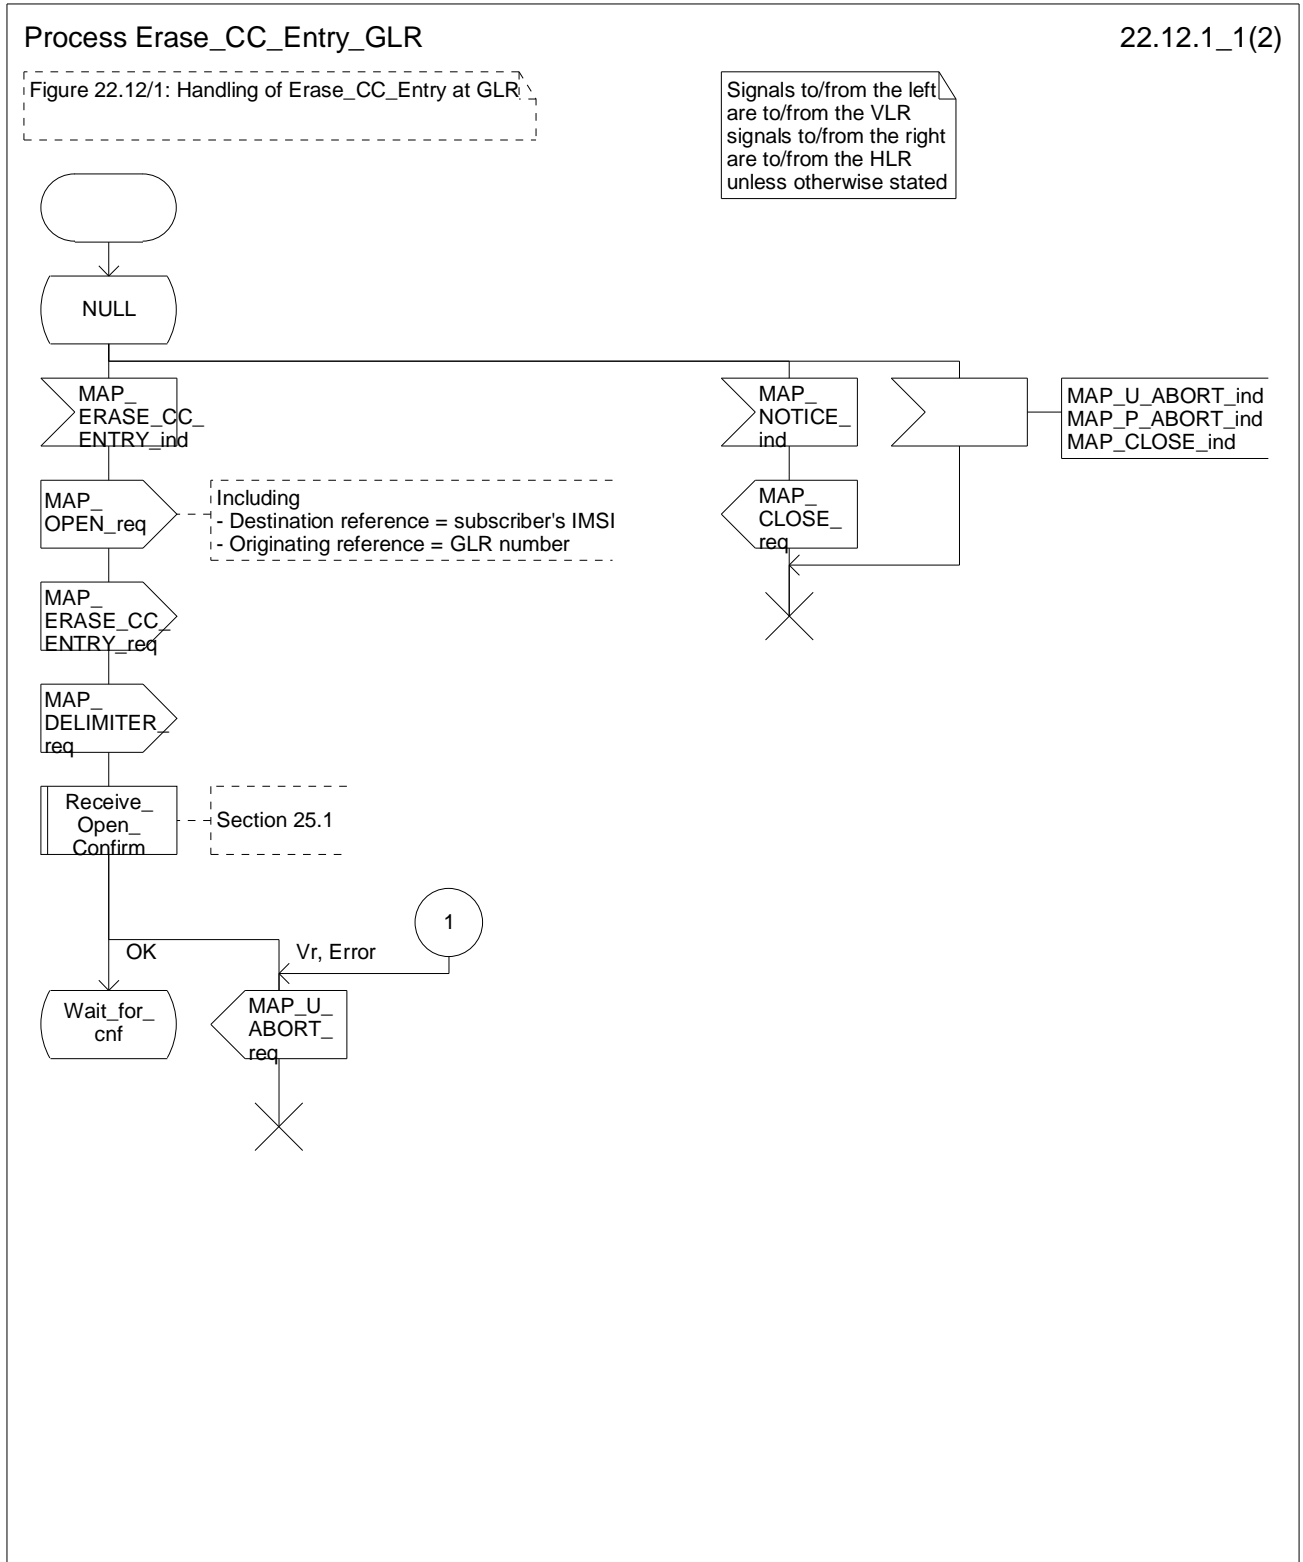 Process Erase_CC_Entry_GLR
22.12.1_1(2)
Figure 22.12/1: Handling of Erase_CC_Entry at GLR
Signals to/from the left
are to/from the VLR
signals to/from the right
are to/from the HLR
unless otherwise stated
NULL
MAP_
ERASE_CC_
ENTRY_ind
MAP_
NOTICE_
ind
MAP_U_ABORT_ind
MAP_P_ABORT_ind
MAP_CLOSE_ind
MAP_
OPEN_req
Including
- Destination reference = subscriber's IMSI
- Originating reference = GLR number
MAP_
CLOSE_
req
MAP_
ERASE_CC_
ENTRY_req
MAP_
DELIMITER_
req
Receive_
Open_
Confirm
Section 25.1
1
OK
Vr, Error
Wait_for_
cnf
MAP_U_
ABORT_
req